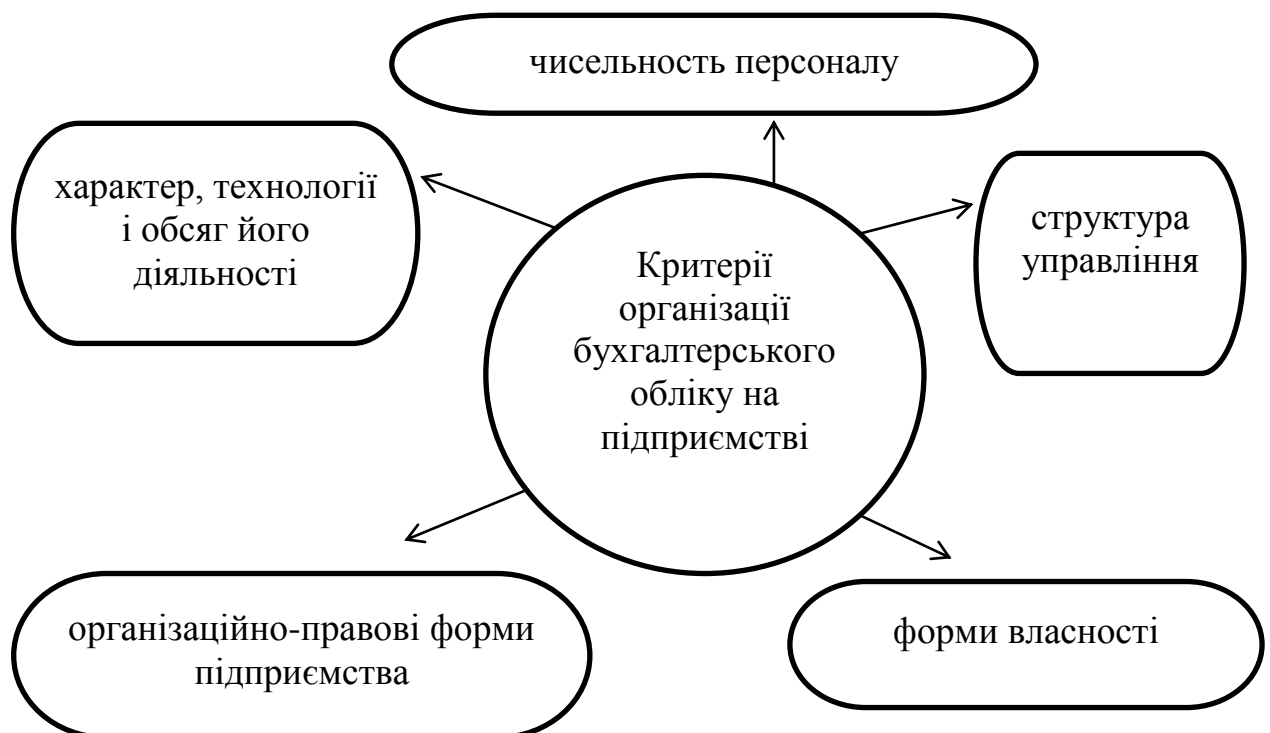 чисельность персоналу
характер, технології
і обсяг його
діяльності
структура
управління
Критерії
організації
бухгалтерського
обліку на
підприємстві
організаційно-правові форми
підприємства
форми власності